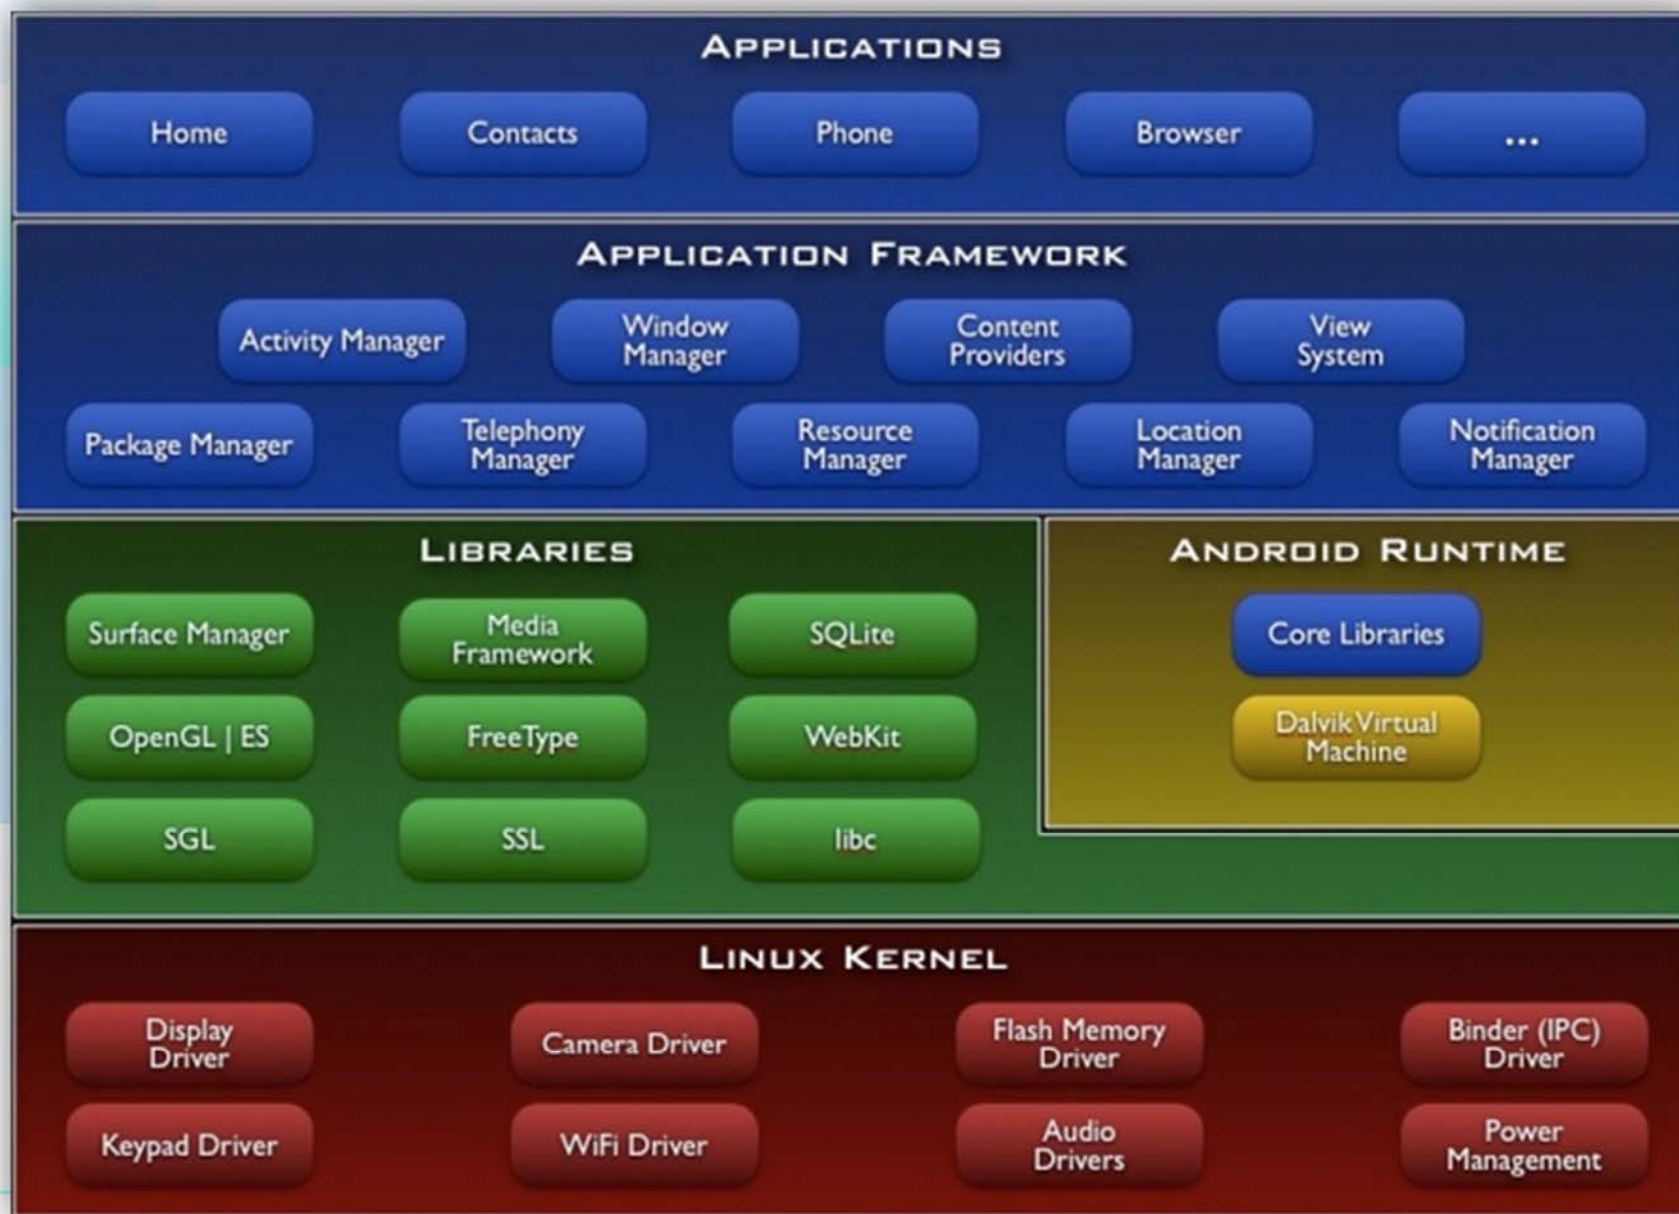 APPLICATIONS
Home
Contacts
Phone
Browser
...
APPLICATION FRAMEWORK
Activity Manager
Window
Manager
Content
Providers
View
System
Package Manager
Telephony
Manager
Resource
Manager
Location
Manager
Notification
Manager
LIBRARIES
Surface Manager
Media
Framework
SQLite
OpenGL | ES
FreeType
WebKit
SGL
SSL
libc
ANDROID RUNTIME
Core Libraries
Dalvik Virtual
Machine
LINUX KERNEL
Display
Driver
Camera Driver
Flash Memory
Driver
Binder (IPC)
Driver
Keypad Driver
WiFi Driver
Audio
Drivers
Power
Management